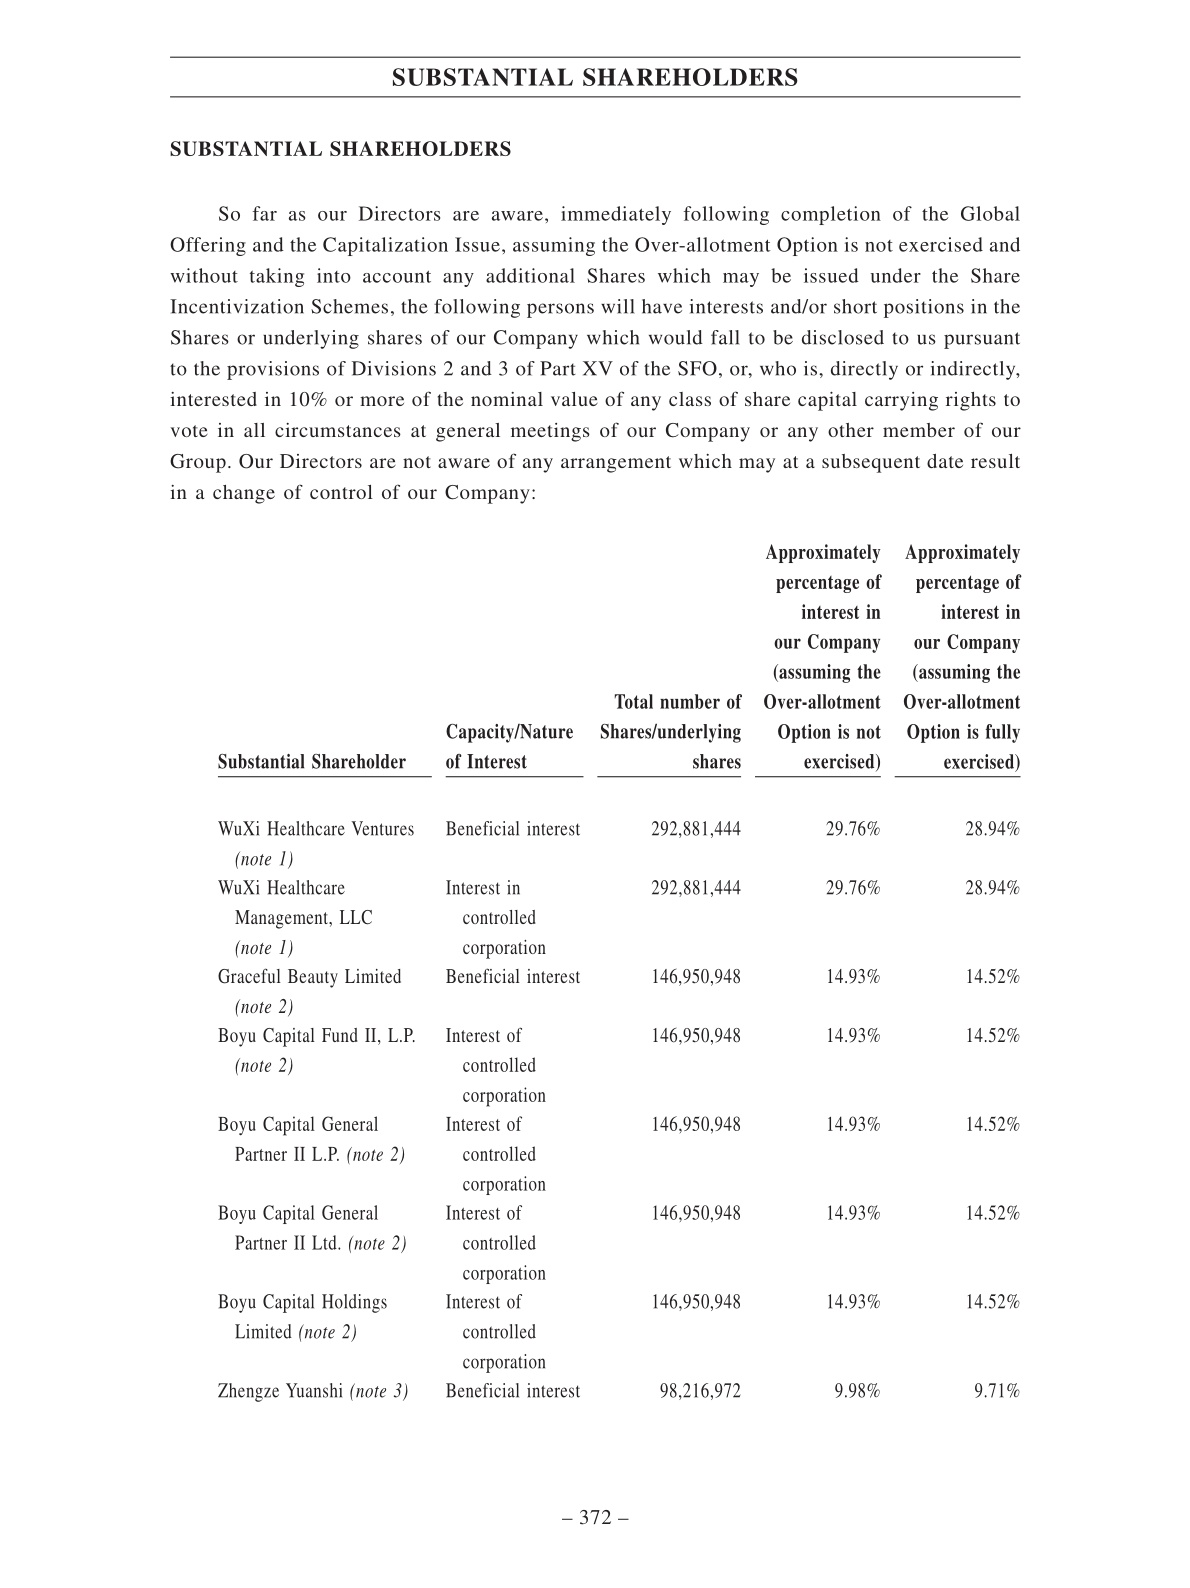 SUBSTANTIAL SHAREHOLDERS
SUBSTANTIAL SHAREHOLDERS
So far as our Directors are aware, immediately following completion of the Global
Offering and the Capitalization Issue, assuming the Over-allotment Option is not exercised and
without taking into account any additional Shares which may be issued under the Share
Incentivization Schemes, the following persons will have interests and/or short positions in the
Shares or underlying shares of our Company which would fall to be disclosed to us pursuant
to the provisions of Divisions 2 and 3 of Part XV of the SFO, or, who is, directly or indirectly,
interested in 10% or more of the nominal value of any class of share capital carrying rights to
vote in all circumstances at general meetings of our Company or any other member of our
Group. Our Directors are not aware of any arrangement which may at a subsequent date result
in a change of control of our Company:
Approximately Approximately
percentage of percentage of
interest in interest in
our Company our Company
(assuming the (assuming the
Total number of Over-allotment Over-allotment
Capacity/Nature Shares/underlying Option is not Option is fully
Substantial Shareholder of Interest shares exercised) exercised)
WuXi Healthcare Ventures Beneficial interest 292,881,444 29.76% 28.94%
(note 1)
WuXi Healthcare Interest in 292,881,444 29.76% 28.94%
Management, LLC controlled
(note 1) corporation
Graceful Beauty Limited Beneficial interest 146,950,948 14.93% 14.52%
(note 2)
Boyu Capital Fund II, L.P. Interest of 146,950,948 14.93% 14.52%
(note 2) controlled
corporation
Boyu Capital General Interest of 146,950,948 14.93% 14.52%
Partner II L.P. (note 2) controlled
corporation
Boyu Capital General Interest of 146,950,948 14.93% 14.52%
Partner II Ltd. (note 2) controlled
corporation
Boyu Capital Holdings Interest of 146,950,948 14.93% 14.52%
Limited (note 2) controlled
corporation
Zhengze Yuanshi (note 3) Beneficial interest 98,216,972 9.98% 9.71%
– 372 –